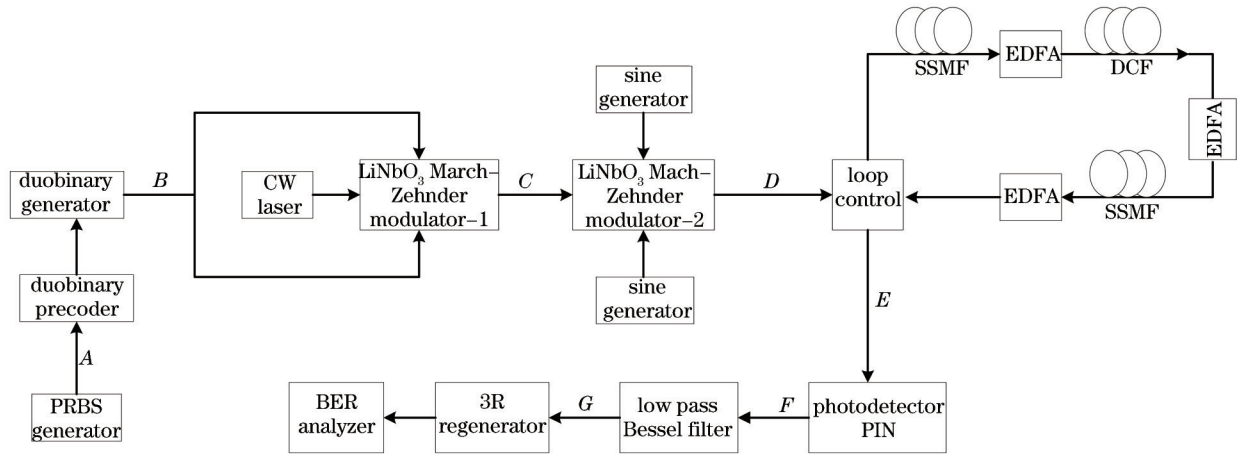 SSMF
EDFA
DCF
EDFA
SSMF
EDFA
sine
generator
duobinary
generator
B
CW
laser
LiNbO3 March–
Zehnder
modulator–1
C
LiNbO3 Mach–
Zehnder
modulator–2
D
loop
control
sine
generator
duobinary
precoder
E
A
PRBS
generator
BER
analyzer
3R
regenerator
G
low pass
Bessel filter
F
photodetector
PIN